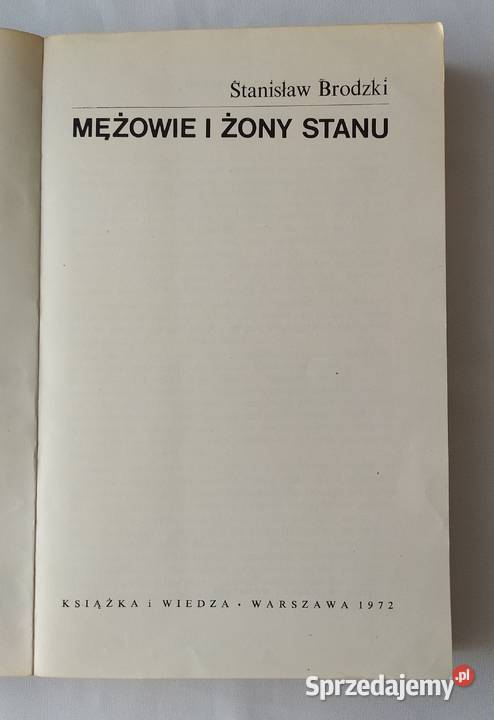 Stanisław Brodzki
MĘŻOWIE I ŻONY STANU
KSIĄŻKA i WIEDZA • WARSZAWA 1972
Sprzedajemy.pl